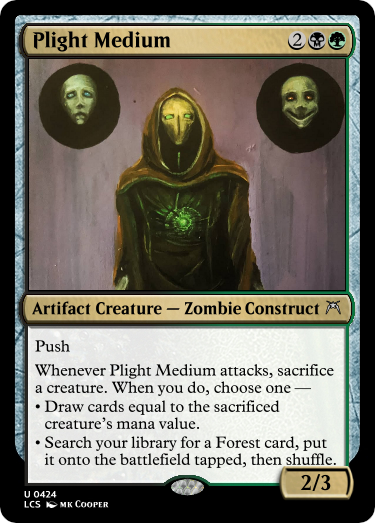 Plight Medium 2
Artifact Creature — Zombie Construct
Push
Whenever Plight Medium attacks, sacrifice
a creature. When you do, choose one —
• Draw cards equal to the sacrificed
creature's mana value.
• Search your library for a Forest card, put
it onto the battlefield tapped, then shuffle.
2/3
U 0424
LCS MK COOPER